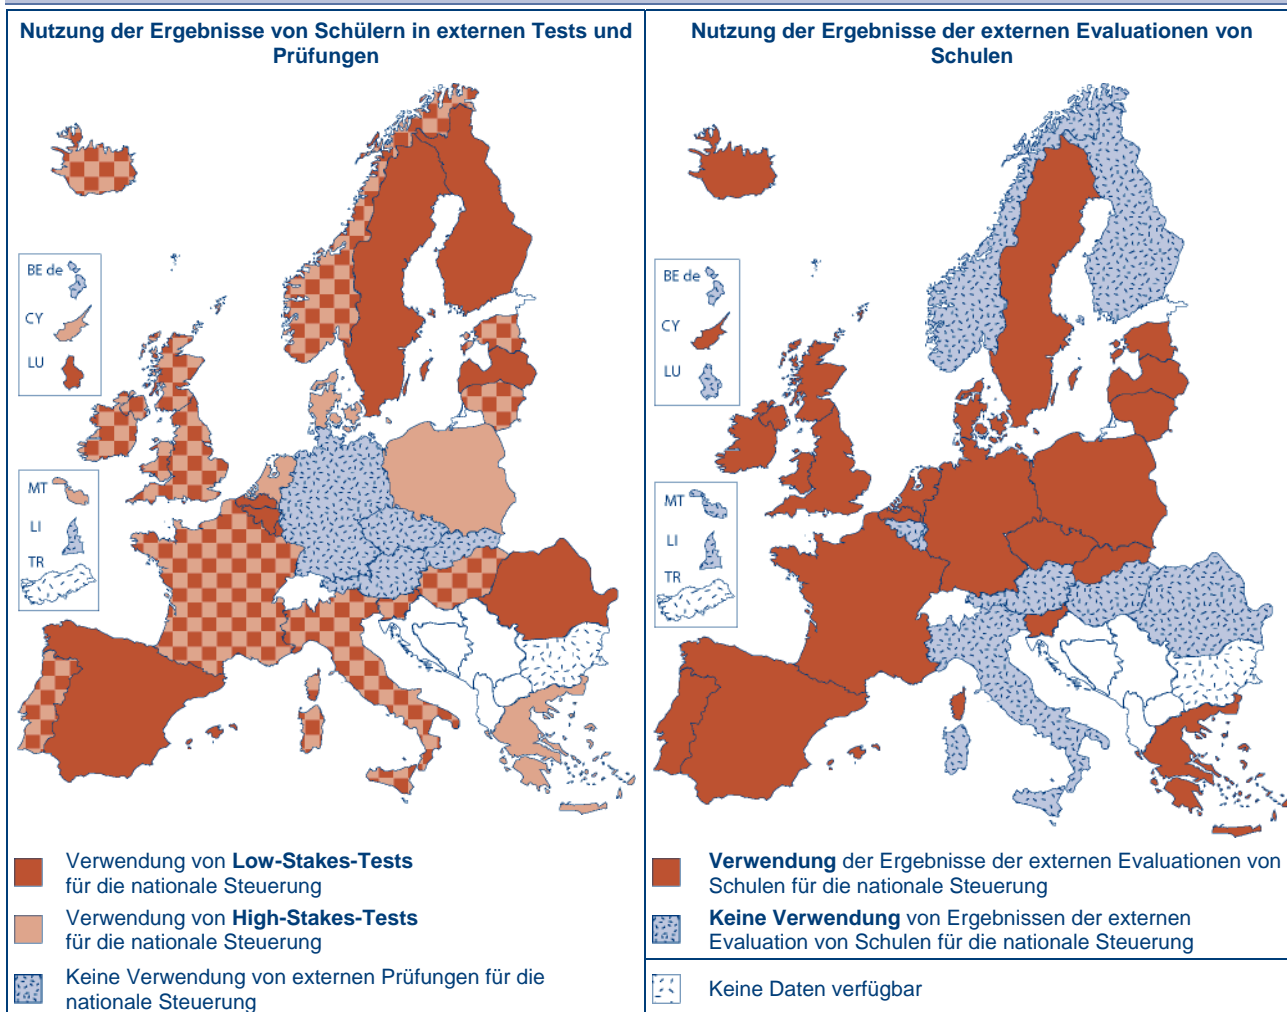 Nutzung der Ergebnisse von Schülern in externen Tests und
Prüfungen
BE de
CY
LU
MT
LI
TR
Verwendung von Low-Stakes-Tests
für die nationale Steuerung
Verwendung von High-Stakes-Tests
für die nationale Steuerung
Keine Verwendung von externen Prüfungen für die
nationale Steuerung
Nutzung der Ergebnisse der externen Evaluationen von
Schulen
BE de
CY
LU
MT
LI
TR
Verwendung der Ergebnisse der externen Evaluationen von
Schulen für die nationale Steuerung
Keine Verwendung von Ergebnissen der externen
Evaluation von Schulen für die nationale Steuerung
Keine Daten verfügbar